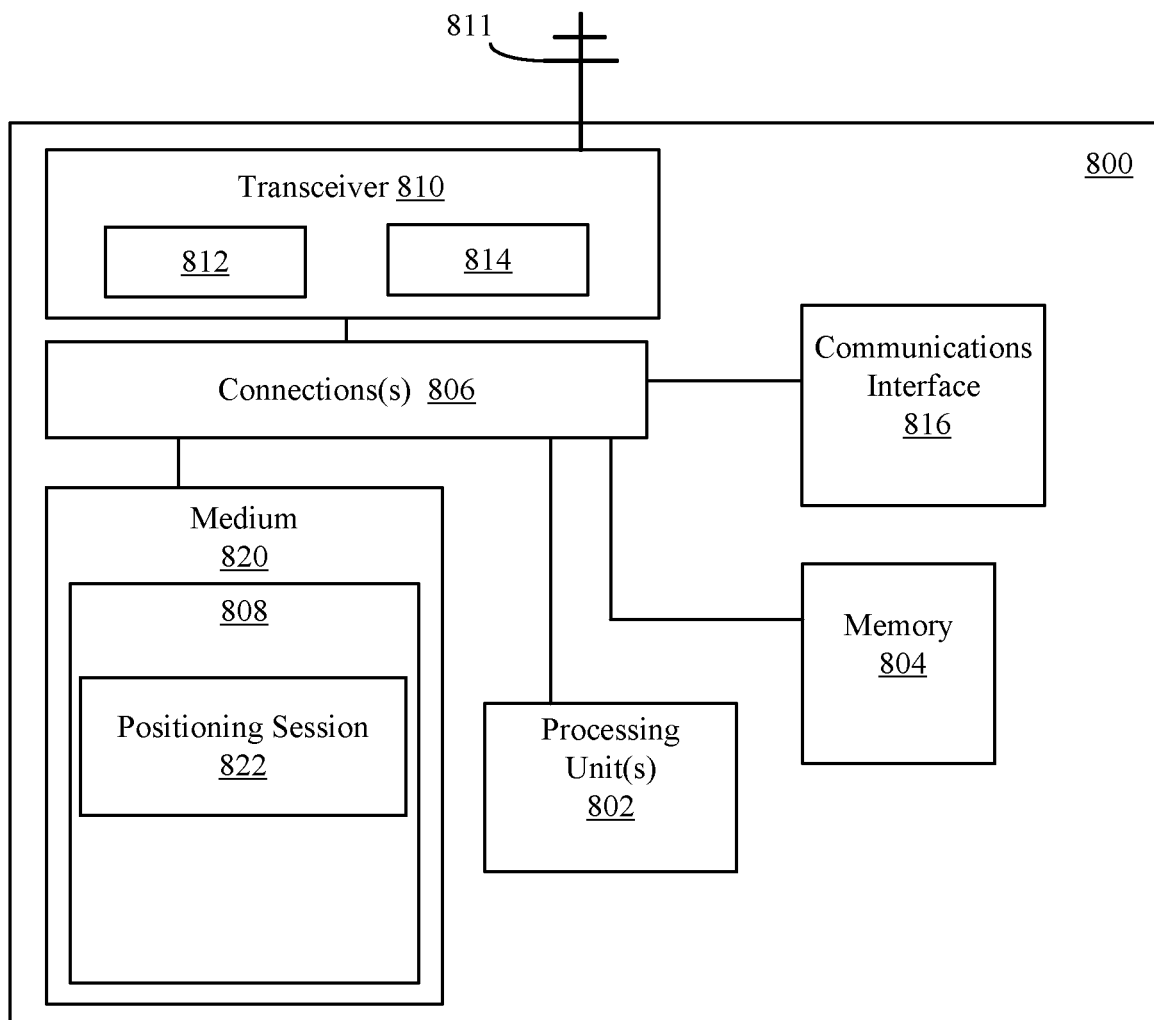 811
800
Transceiver 810
812
814
Connections(s) 806
Communications
Interface
816
Medium
820
808
Positioning Session
822
Processing
Unit(s)
802
Memory
804